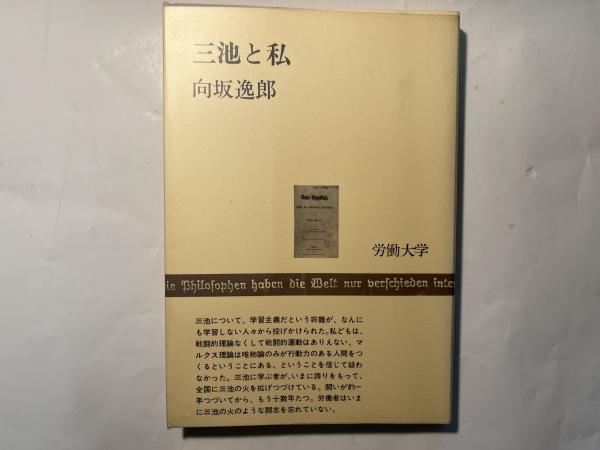 三池と私
向坂逸郎
Das Kapital.
労働大学
ie Philosophen haben die Welt nur verschieden inter
三池について、学習主義だという非難が、なんに
も学習しない人々から投げかけられた。私どもは、
戦闘的理論なくして戦闘的運動はありえない、マ
ルクス理論は唯物論のみが行動力のある人間をつ
くるということにある、ということを信じて疑わ
なかった。三池に学ぶ者が、いまに誇りをもって、
全国に三池の火を拡げつづけている。闘いが約一
年つづいてから、もう十数年たつ。労働者はいま
に三池の火のような闘志を忘れていない。